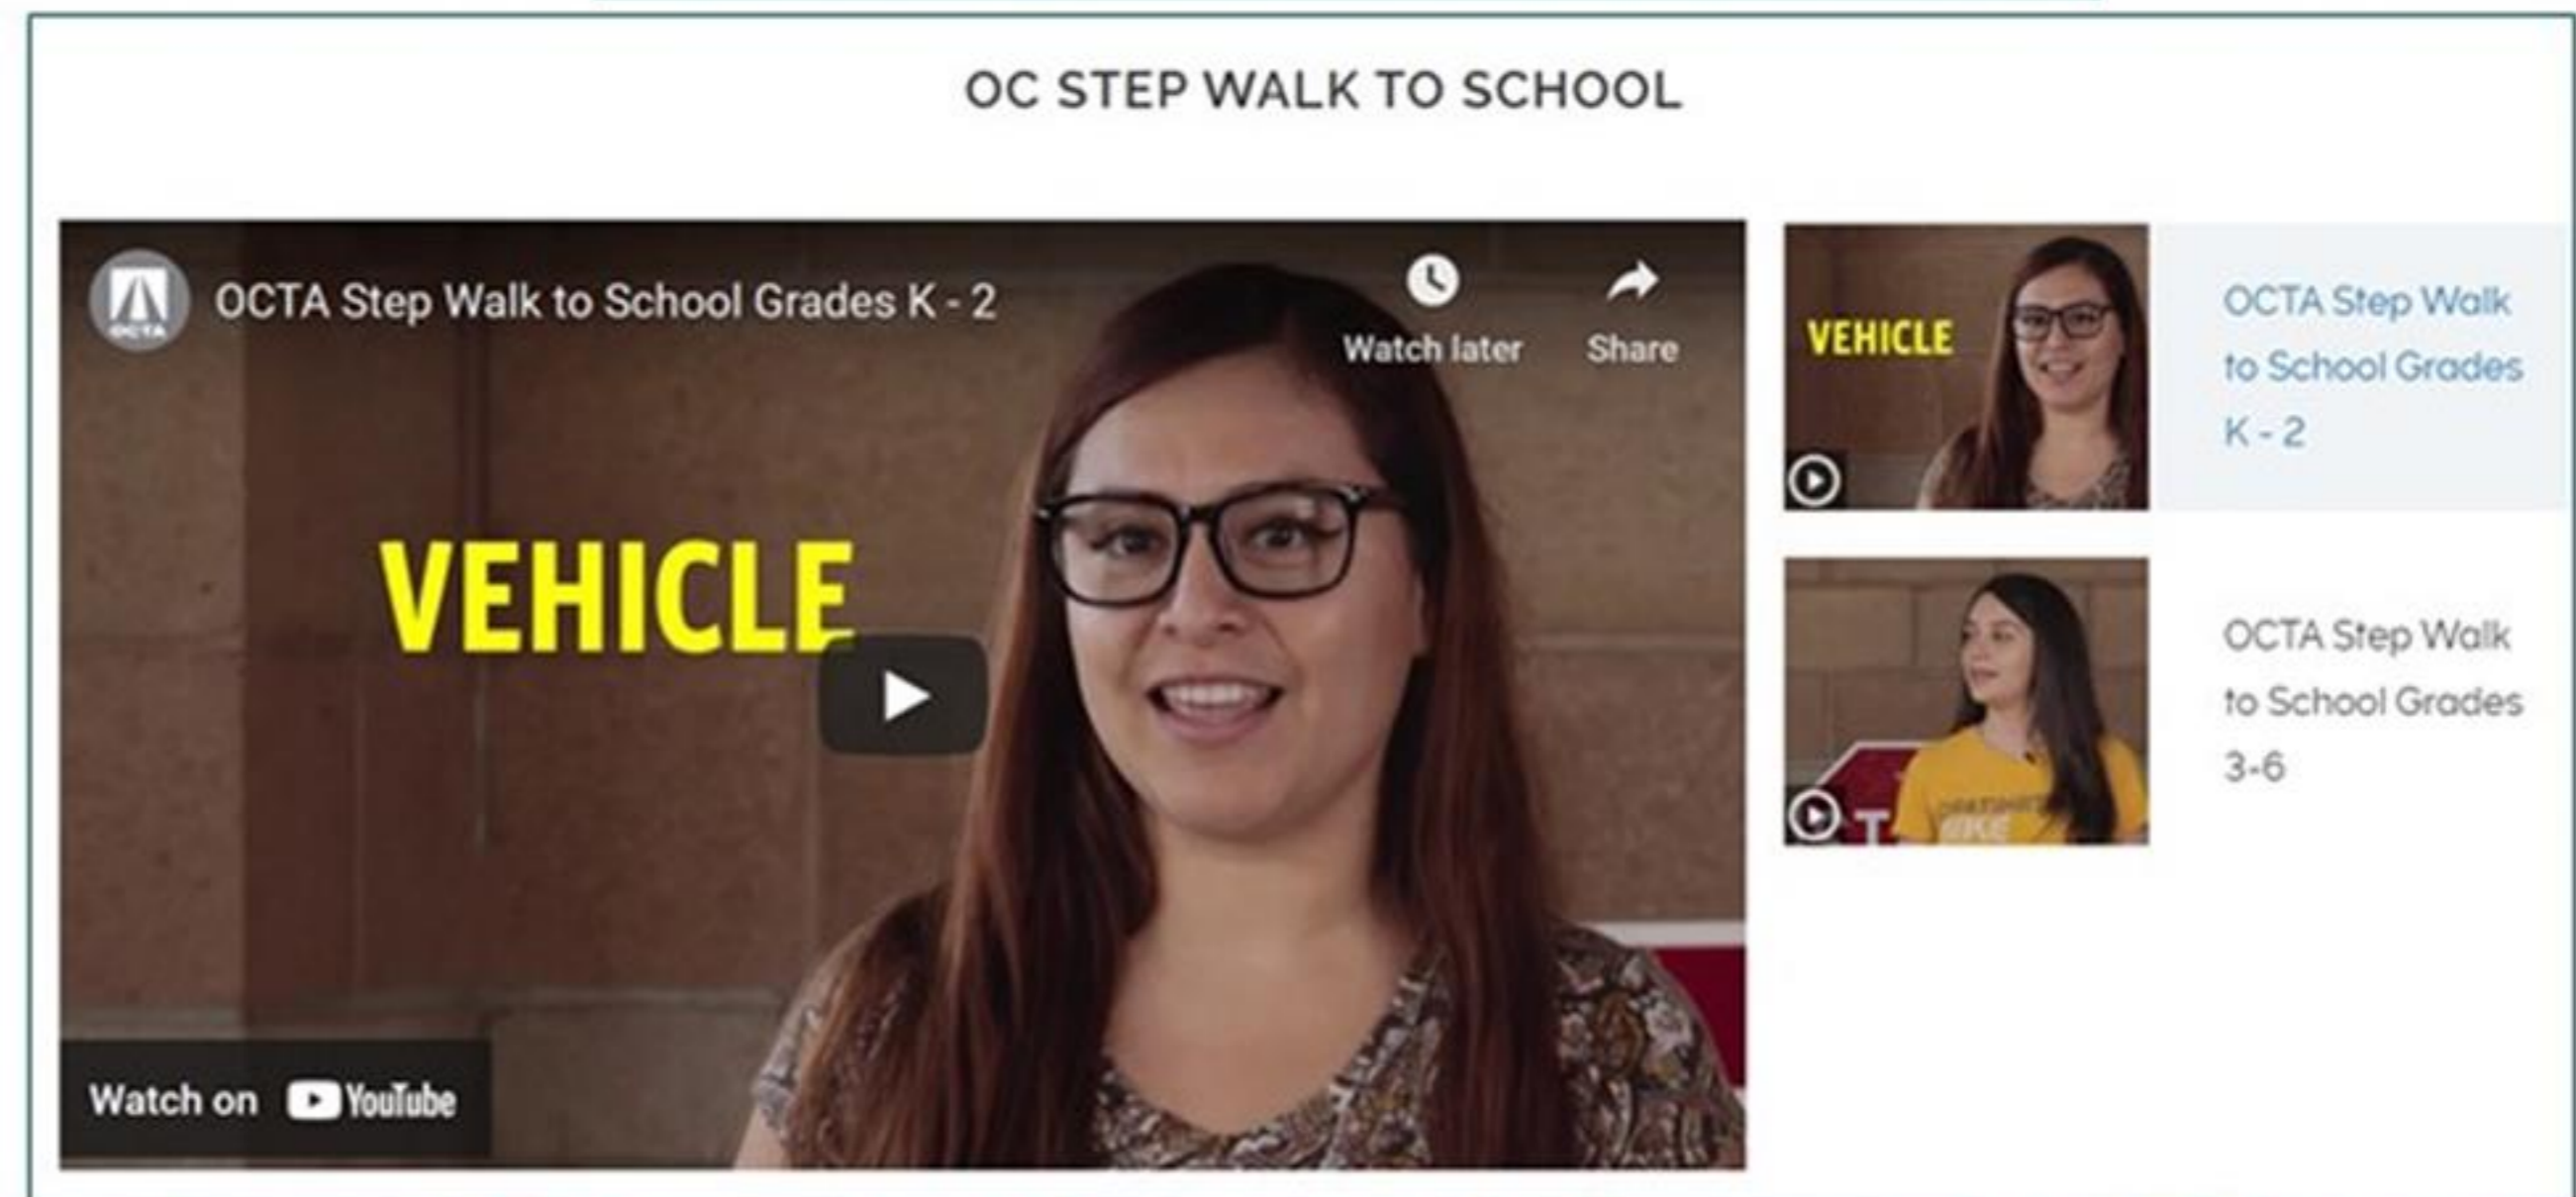 OC STEP WALK TO SCHOOL
OCTA
OCTA Step Walk to School Grades K - 2
Watch later
Share
VEHICLE
Watch on YouTube
VEHICLE
OCTA Step Walk
to School Grades
K - 2
T
OCTA Step Walk
to School Grades
3-6